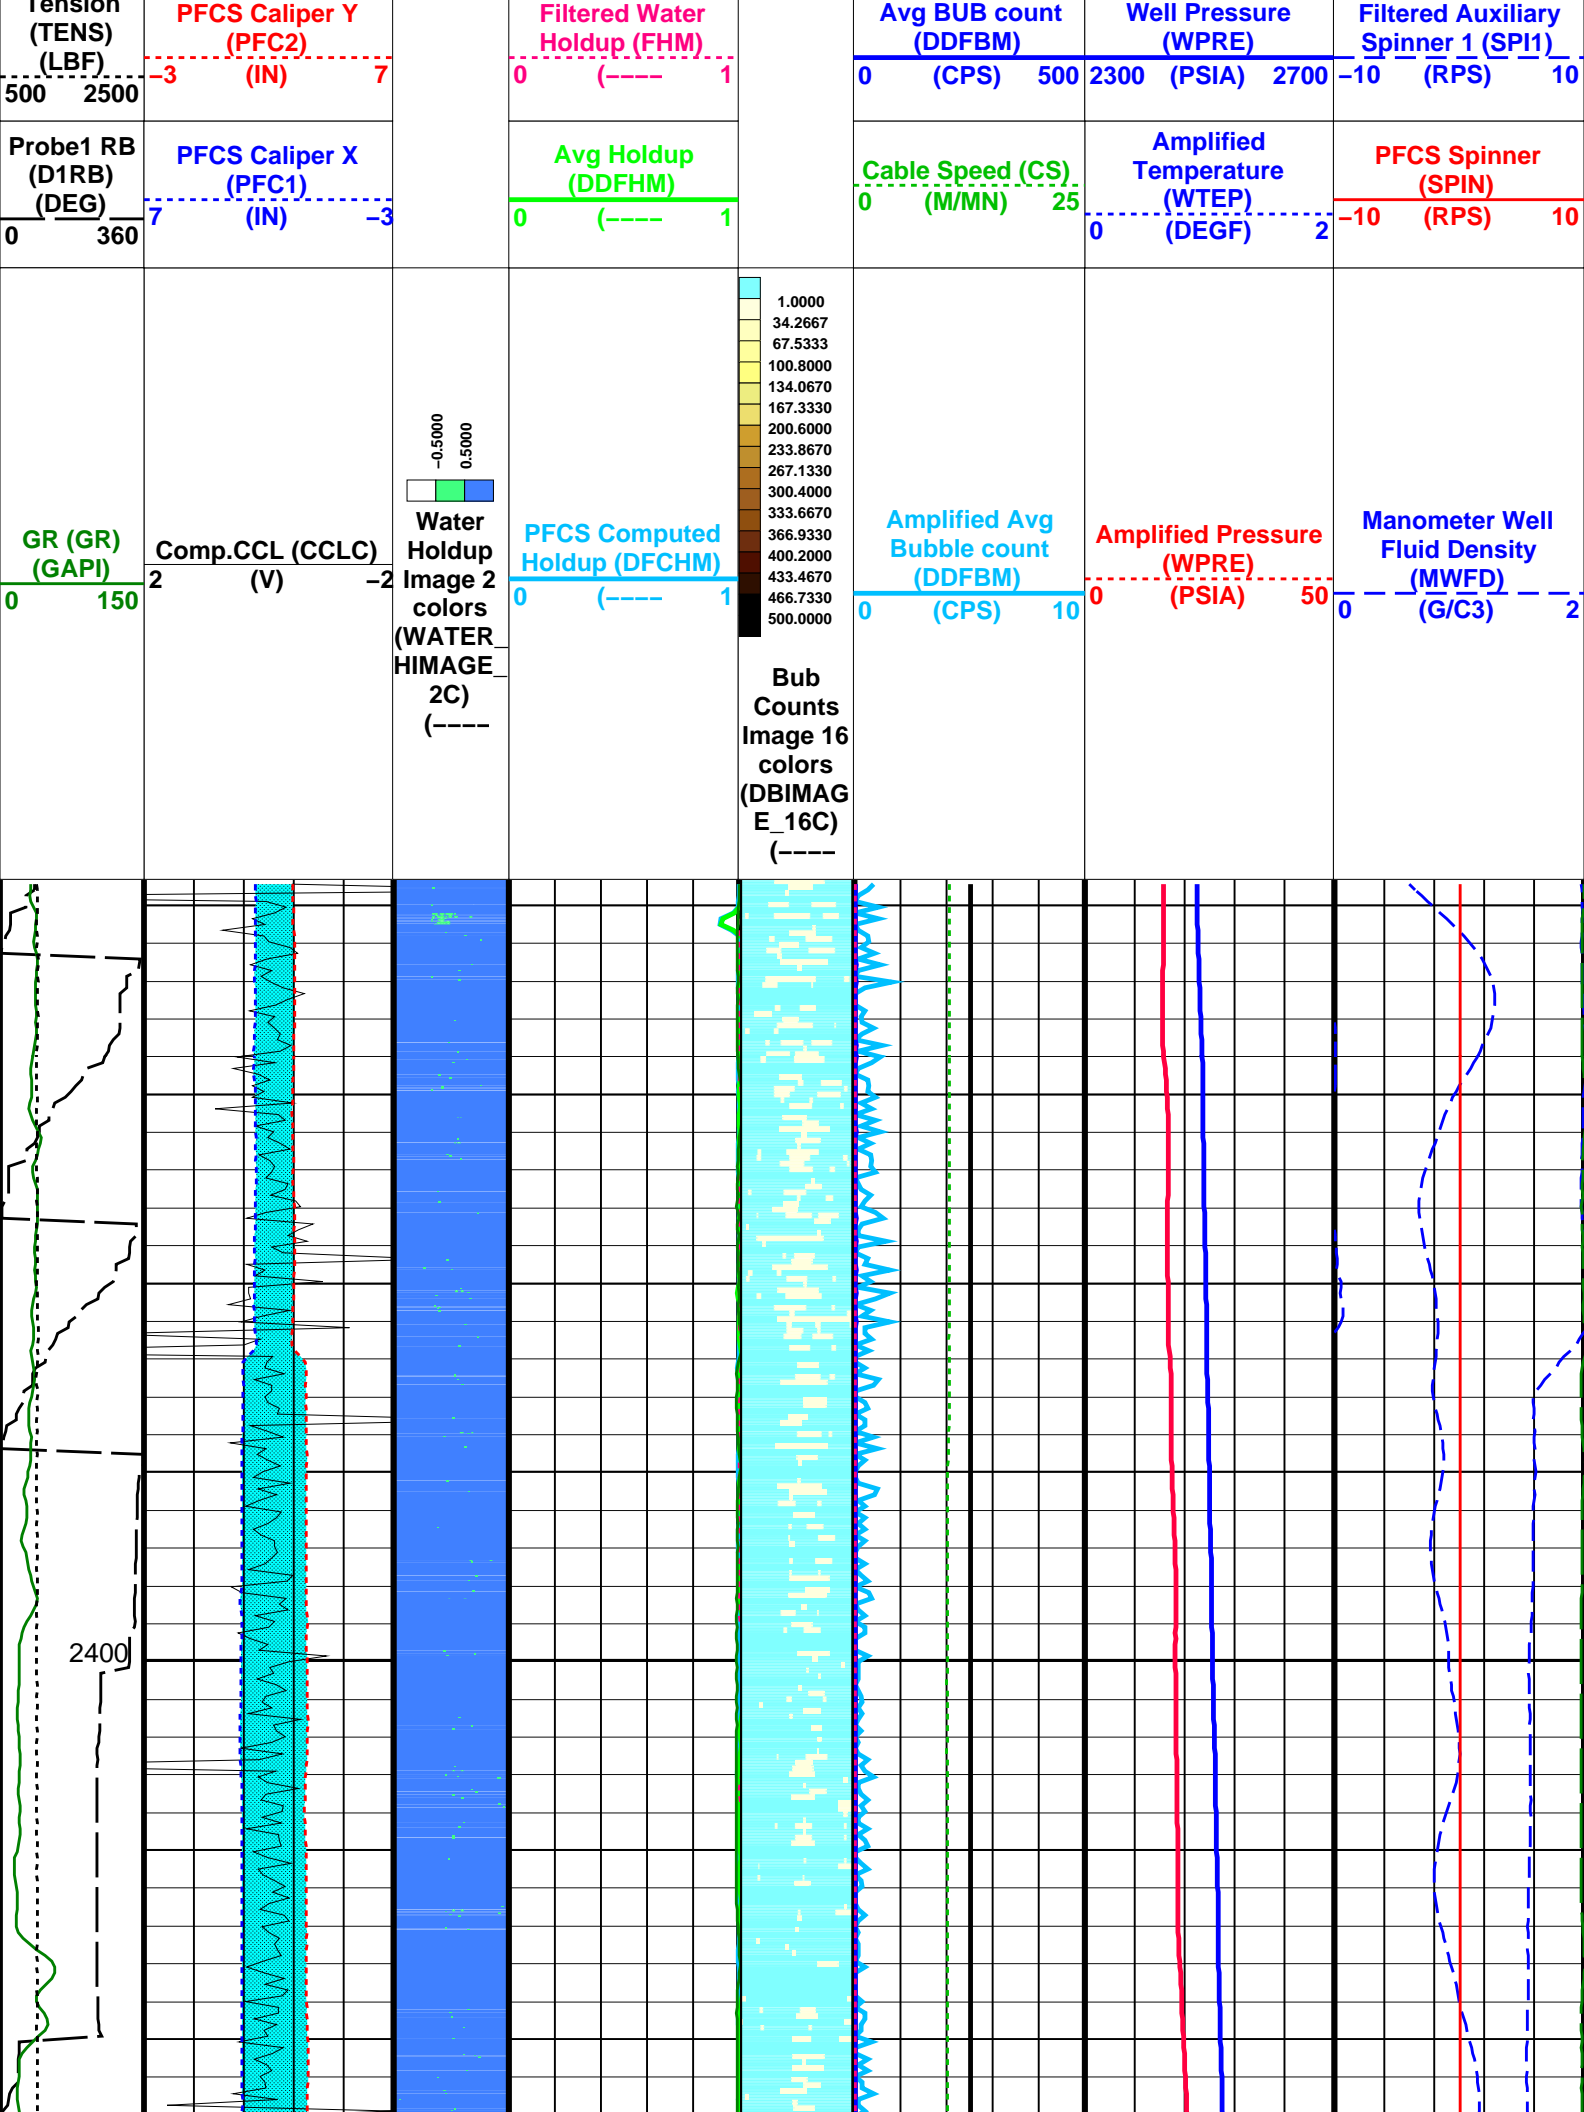 Tension
(TENS)
(LBF)
500 2500
PFCS Caliper Y
(PFC2)
−3 (IN) 7
Filtered Water
Holdup (FHM)
0 (−−−− 1
Avg BUB count
(DDFBM)
0 (CPS) 500
Well Pressure
(WPRE)
2300 (PSIA) 2700
Filtered Auxiliary
Spinner 1 (SPI1)
−10 (RPS) 10
Probe1 RB
(D1RB)
(DEG)
0 360
PFCS Caliper X
(PFC1)
7 (IN) −3
Avg Holdup
(DDFHM)
0 (−−−− 1
Cable Speed (CS)
0 (M/MN) 25
Amplified
Temperature
(WTEP)
0 (DEGF) 2
PFCS Spinner
(SPIN)
−10 (RPS) 10
GR (GR)
(GAPI)
0 150
Comp.CCL (CCLC)
2 (V) −2
−0.5000
0.5000
Water
Holdup
Image 2
colors
(WATER_
HIMAGE_
2C)
(−−−−
PFCS Computed
Holdup (DFCHM)
0 (−−−− 1
1.0000
34.2667
67.5333
100.8000
134.0670
167.3330
200.6000
233.8670
267.1330
300.4000
333.6670
366.9330
400.2000
433.4670
466.7330
500.0000
Bub
Counts
Image 16
colors
(DBIMAG
E_16C)
(−−−−
Amplified Avg
Bubble count
(DDFBM)
0 (CPS) 10
Amplified Pressure
(WPRE)
0 (PSIA) 50
Manometer Well
Fluid Density
(MWFD)
0 (G/C3) 2
2400